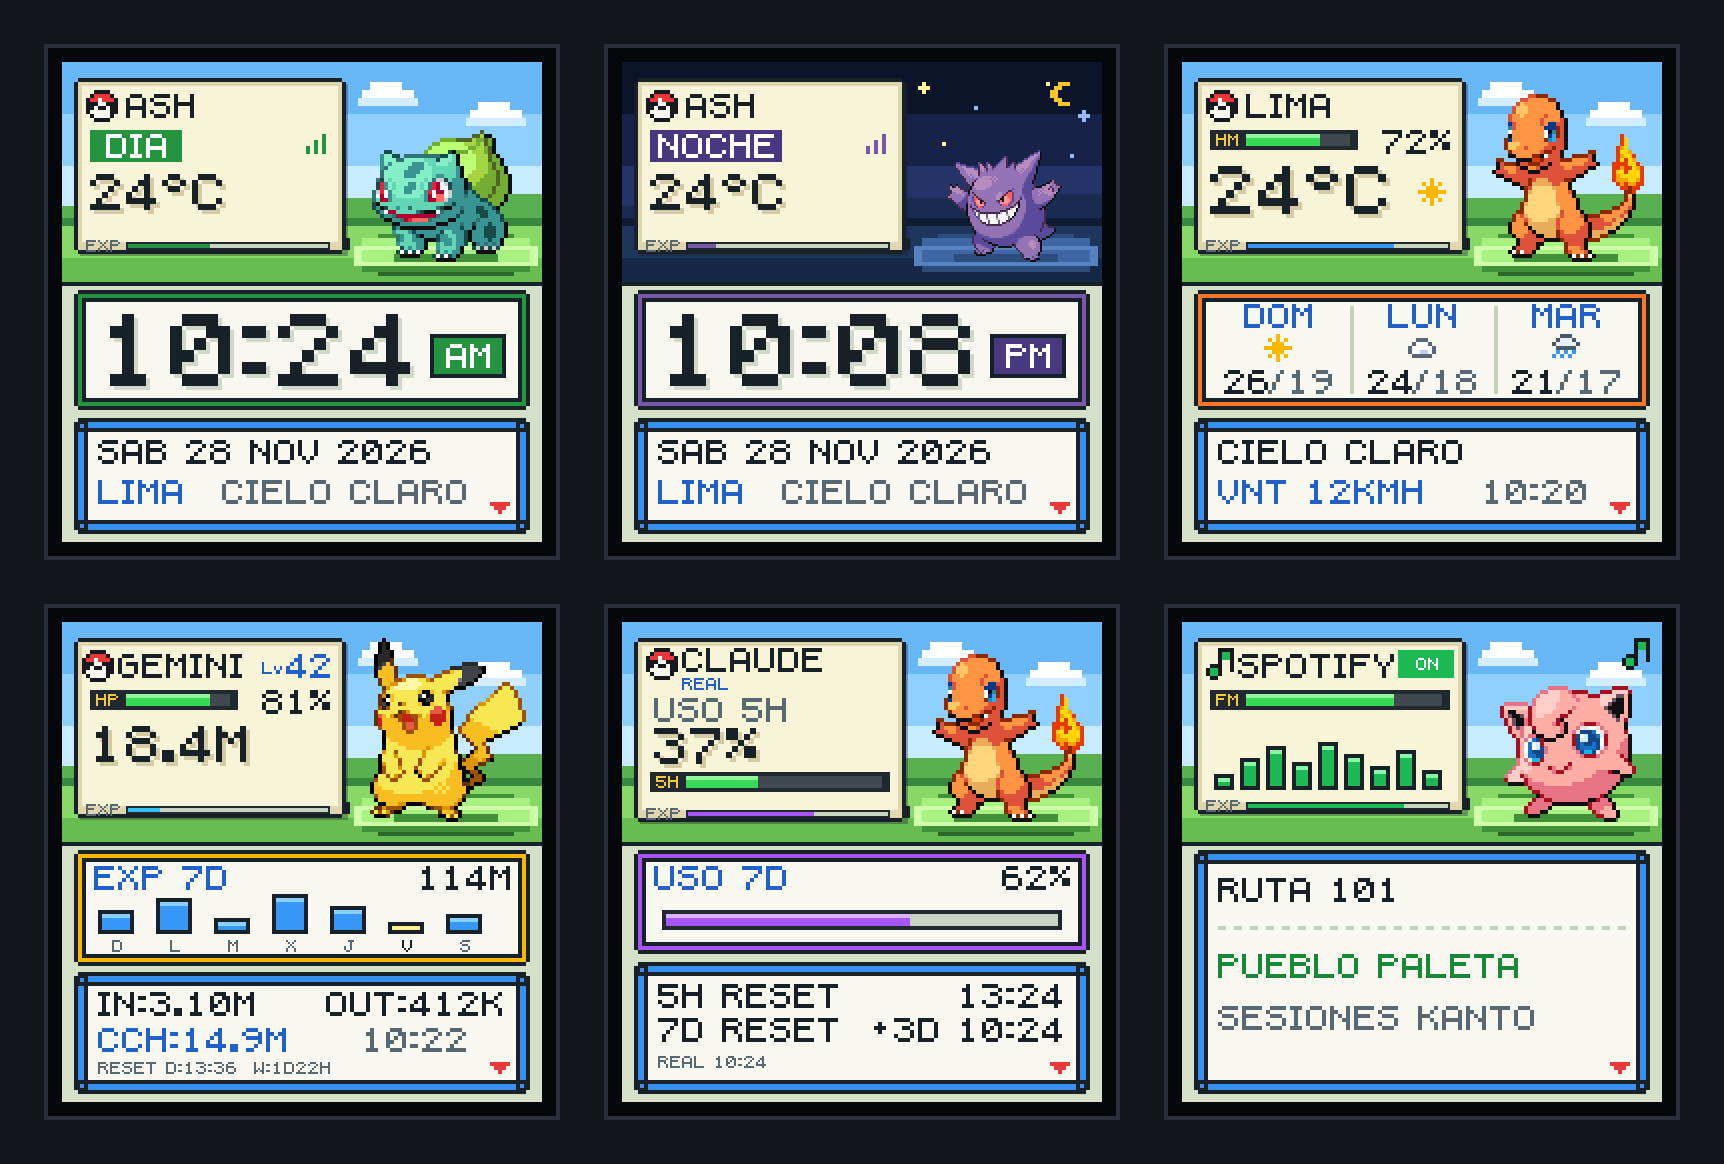 ASH
DIA
24°C
EXP
10:24 AM
SAB 28 NOV 2026
LIMA CIELO CLARO
ASH
NOCHE
24°C
EXP
10:08 PM
SAB 28 NOV 2026
LIMA CIELO CLARO
LIMA
HM 72%
24°C
EXP
DOM LUN MAR
26/19 24/18 21/17
CIELO CLARO
VNT 12KMH 10:20
GEMINI Lv42
HP 81%
18.4M
EXP
EXP 7D 114M
D L M X J V S
IN:3.10M OUT:412K
CCH:14.9M 10:22
RESET D:13:36 W:1D22H
CLAUDE
REAL
USO 5H
37%
5H
EXP
USO 7D 62%
5H RESET 13:24
7D RESET +3D 10:24
REAL 10:24
SPOTIFY ON
FM
EXP
RUTA 101
PUEBLO PALETA
SESIONES KANTO